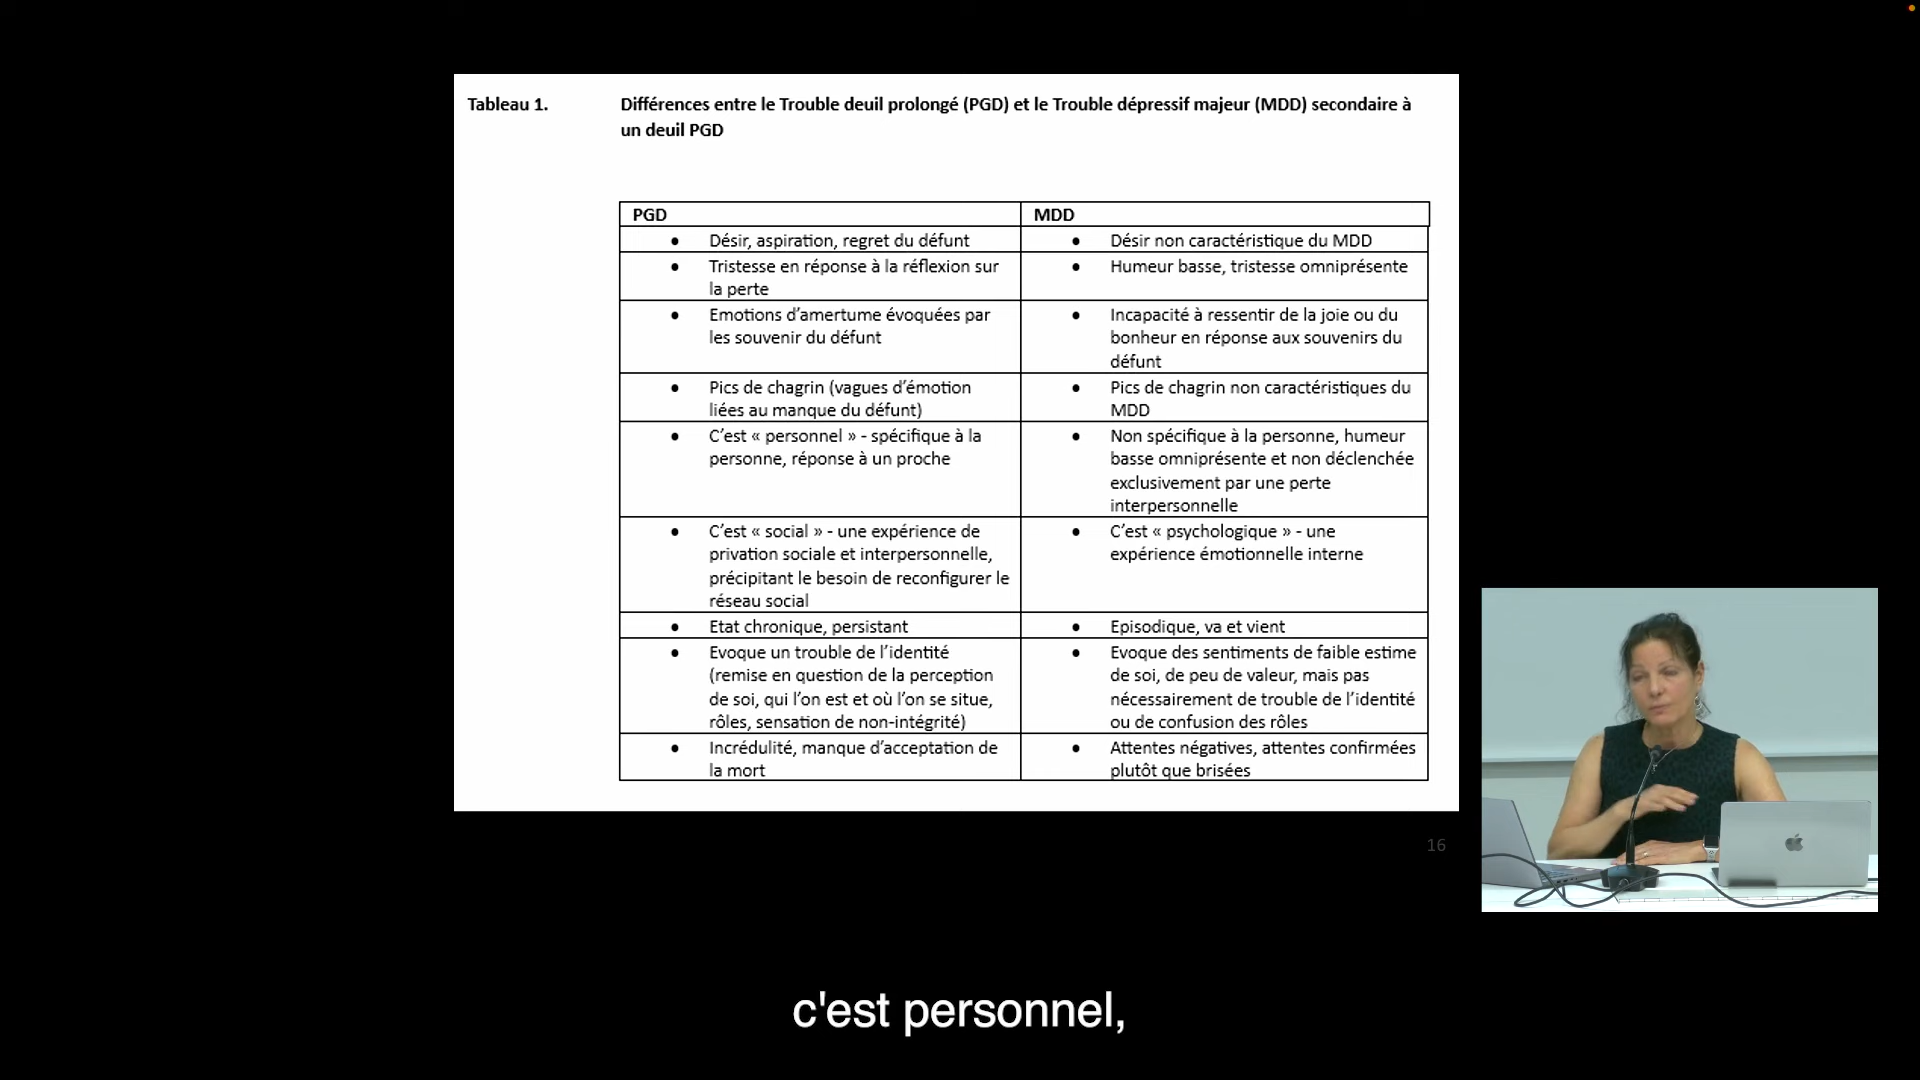 Tableau 1.
Différences entre le Trouble deuil prolongé (PGD) et le Trouble dépressif majeur (MDD) secondaire à
un deuil PGD
PGD
MDD
• Désir, aspiration, regret du défunt
• Désir non caractéristique du MDD
• Tristesse en réponse à la réflexion sur
la perte
• Humeur basse, tristesse omniprésente
• Emotions d'amertume évoquées par
les souvenir du défunt
• Incapacité à ressentir de la joie ou du
bonheur en réponse aux souvenirs du
défunt
• Pics de chagrin (vagues d'émotion
liées au manque du défunt)
• Pics de chagrin non caractéristiques du
MDD
• C'est « personnel » - spécifique à la
personne, réponse à un proche
• Non spécifique à la personne, humeur
basse omniprésente et non déclenchée
exclusivement par une perte
interpersonnelle
• C'est « social » - une expérience de
privation sociale et interpersonnelle,
précipitant le besoin de reconfigurer le
réseau social
• C'est « psychologique » - une
expérience émotionnelle interne
• Etat chronique, persistant
• Episodique, va et vient
• Evoque un trouble de l'identité
(remise en question de la perception
de soi, qui l'on est et où l'on se situe,
rôles, sensation de non-intégrité)
• Evoque des sentiments de faible estime
de soi, de peu de valeur, mais pas
nécessairement de trouble de l'identité
ou de confusion des rôles
• Incrédulité, manque d'acceptation de
la mort
• Attentes négatives, attentes confirmées
plutôt que brisées
16
c'est personnel,